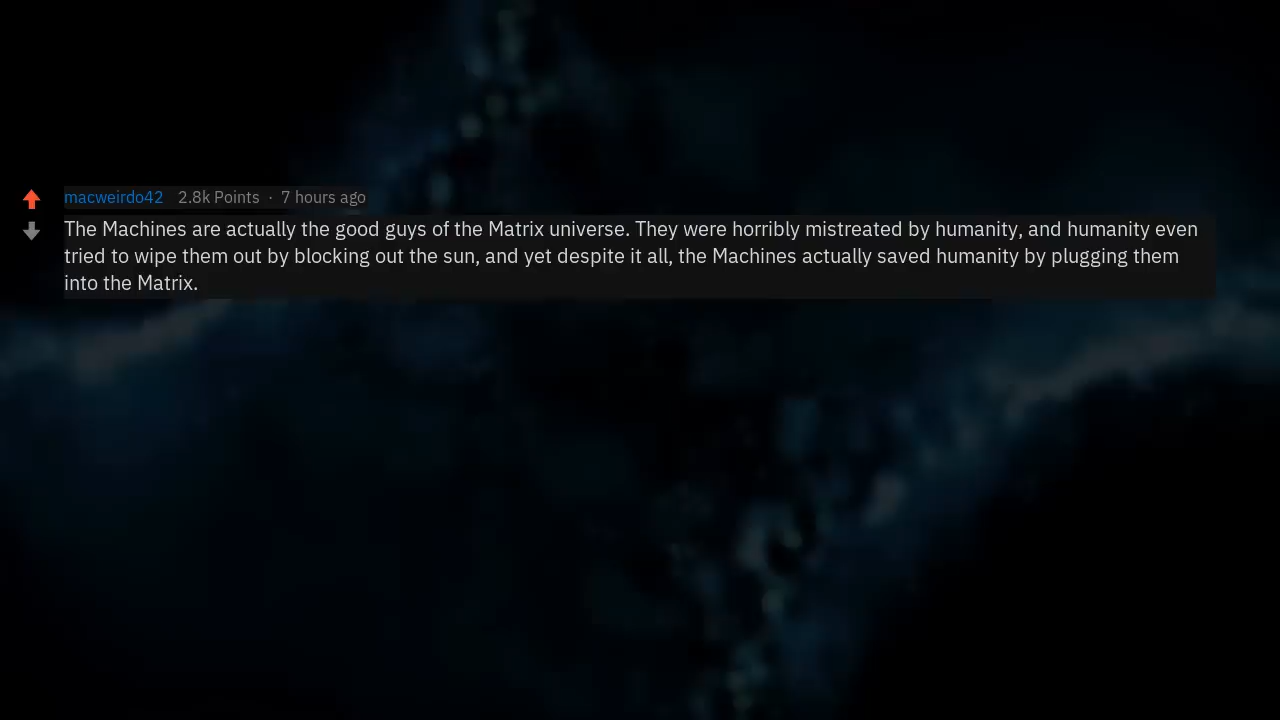 macweirdo42 2.8k Points · 7 hours ago
The Machines are actually the good guys of the Matrix universe. They were horribly mistreated by humanity, and humanity even
tried to wipe them out by blocking out the sun, and yet despite it all, the Machines actually saved humanity by plugging them
into the Matrix.